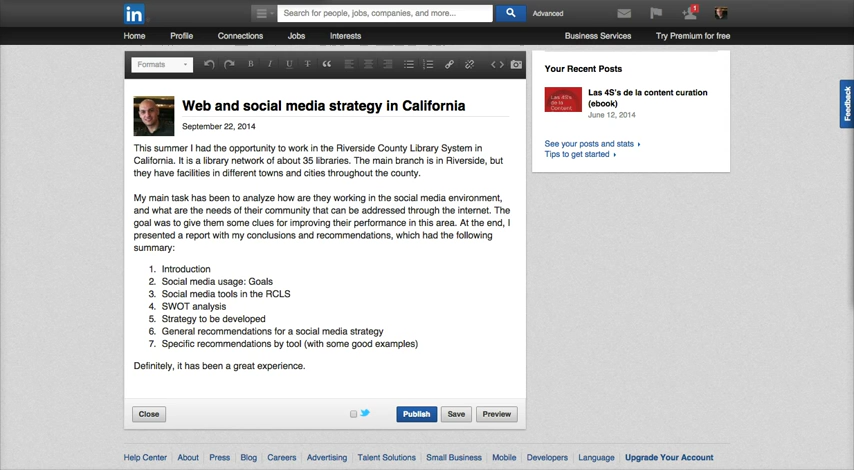 in
Search for people, jobs, companies, and more...
Advanced
1
Home Profile Connections Jobs Interests Business Services Try Premium for free
Formats
B I U T
Web and social media strategy in California
September 22, 2014
This summer I had the opportunity to work in the Riverside County Library System in
California. It is a library network of about 35 libraries. The main branch is in Riverside, but
they have facilities in different towns and cities throughout the county.
My main task has been to analyze how are they working in the social media environment,
and what are the needs of their community that can be addressed through the internet. The
goal was to give them some clues for improving their performance in this area. At the end, I
presented a report with my conclusions and recommendations, which had the following
summary:
1. Introduction
2. Social media usage: Goals
3. Social media tools in the RCLS
4. SWOT analysis
5. Strategy to be developed
6. General recommendations for a social media strategy
7. Specific recommendations by tool (with some good examples)
Definitely, it has been a great experience.
Close Publish Save Preview
Your Recent Posts
Las 4S's
de la
Content
Las 4S's de la content curation
(ebook)
June 12, 2014
See your posts and stats
Tips to get started
Feedback
Help Center About Press Blog Careers Advertising Talent Solutions Small Business Mobile Developers Language Upgrade Your Account